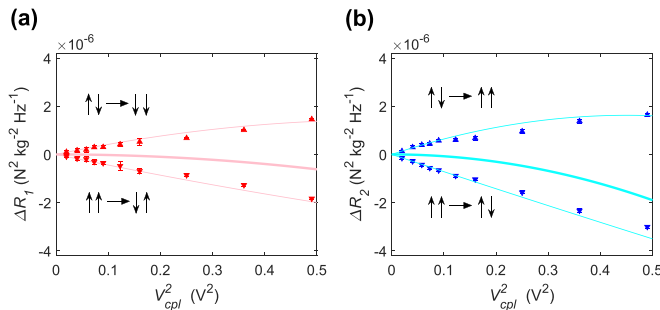 (a)
×10⁻⁶
4
2
0
-2
-4
ΔR₁ (N² kg⁻² Hz⁻¹)
↑↓→↓↓
↑↑→↓↑
0 0.1 0.2 0.3 0.4 0.5
V²cpl (V²)
(b)
×10⁻⁶
4
2
0
-2
-4
ΔR₂ (N² kg⁻² Hz⁻¹)
↑↓→↑↑
↑↑→↑↓
0 0.1 0.2 0.3 0.4 0.5
V²cpl (V²)